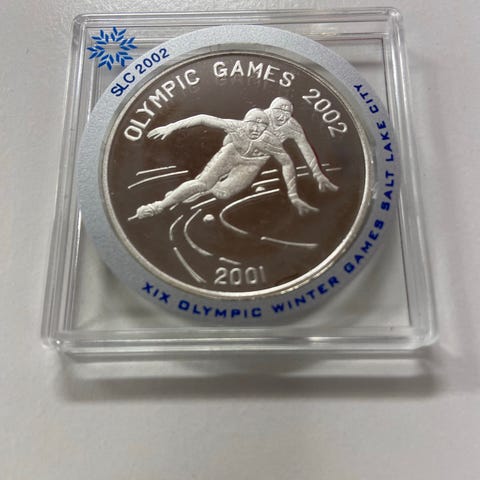 SLC 2002
OLYMPIC GAMES 2002
2001
XIX OLYMPIC WINTER GAMES SALT LAKE CITY